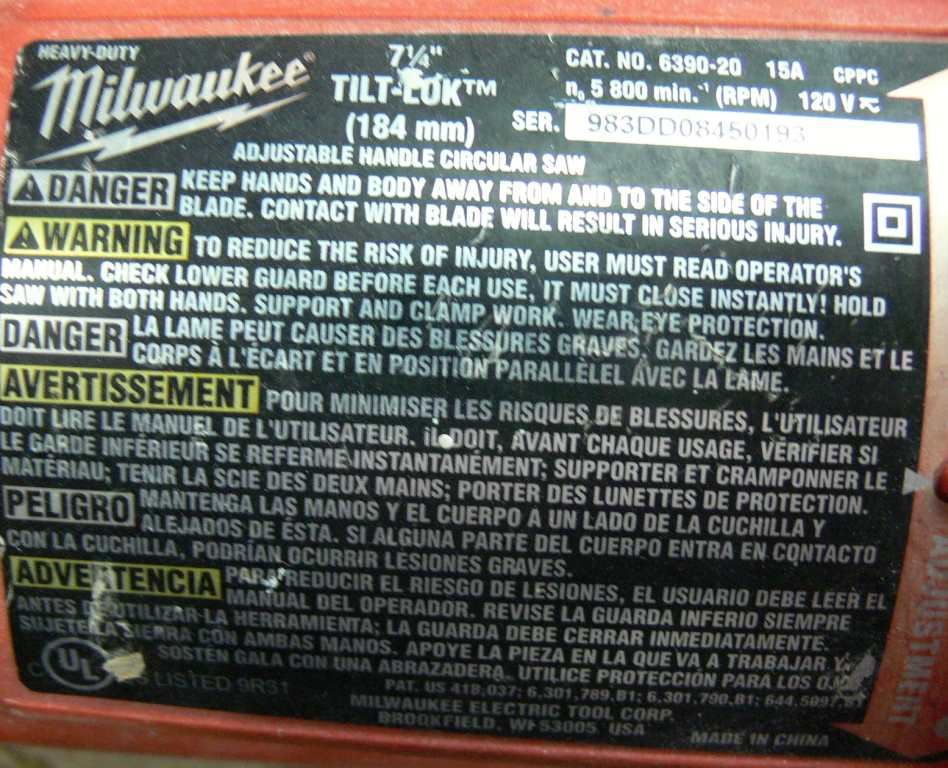 HEAVY-DUTY
Milwaukee®
7¼"
TILT-LOK™
(184 mm)
ADJUSTABLE HANDLE CIRCULAR SAW
CAT. NO. 6390-20 15A CPPC
n₀ 5 800 min.⁻¹ (RPM) 120 V
SER. 983DD08450193
DANGER KEEP HANDS AND BODY AWAY FROM AND TO THE SIDE OF THE
BLADE. CONTACT WITH BLADE WILL RESULT IN SERIOUS INJURY.
WARNING TO REDUCE THE RISK OF INJURY, USER MUST READ OPERATOR'S
MANUAL. CHECK LOWER GUARD BEFORE EACH USE, IT MUST CLOSE INSTANTLY! HOLD
SAW WITH BOTH HANDS. SUPPORT AND CLAMP WORK. WEAR EYE PROTECTION.
DANGER LA LAME PEUT CAUSER DES BLESSURES GRAVES. GARDEZ LES MAINS ET LE
CORPS À L'ÉCART ET EN POSITION PARALLÈLEL AVEC LA LAME.
AVERTISSEMENT POUR MINIMISER LES RISQUES DE BLESSURES, L'UTILISATEUR
DOIT LIRE LE MANUEL DE L'UTILISATEUR. iL DOIT, AVANT CHAQUE USAGE, VÉRIFIER SI
LE GARDE INFÉRIEUR SE REFERME INSTANTANÉMENT; SUPPORTER ET CRAMPONNER LE
MATÉRIAU; TENIR LA SCIE DES DEUX MAINS; PORTER DES LUNETTES DE PROTECTION.
PELIGRO MANTENGA LAS MANOS Y EL CUERPO A UN LADO DE LA CUCHILLA Y
ALEJADOS DE ÉSTA. SI ALGUNA PARTE DEL CUERPO ENTRA EN CONTACTO
CON LA CUCHILLA, PODRÍAN OCURRIR LESIONES GRAVES.
ADVERTENCIA PARA REDUCIR EL RIESGO DE LESIONES, EL USUARIO DEBE LEER EL
MANUAL DEL OPERADOR. REVISE LA GUARDA INFERIO SIEMPRE
ANTES DE UTILIZAR LA HERRAMIENTA; LA GUARDA DEBE CERRAR INMEDIATAMENTE.
SUJETE LA SIERRA CON AMBAS MANOS. APOYE LA PIEZA EN LA QUE VA A TRABAJAR Y
SOSTÉN GALA CON UNA ABRAZADERA. UTILICE PROTECCIÓN PARA LOS
C UL US LISTED 9R51
PAT. US 418,037; 6,301,789,B1; 6,301,790,B1;
MILWAUKEE ELECTRIC TOOL CORP.
BROOKFIELD, WI 53005 USA
MADE IN CHINA
ADJUSTMENT